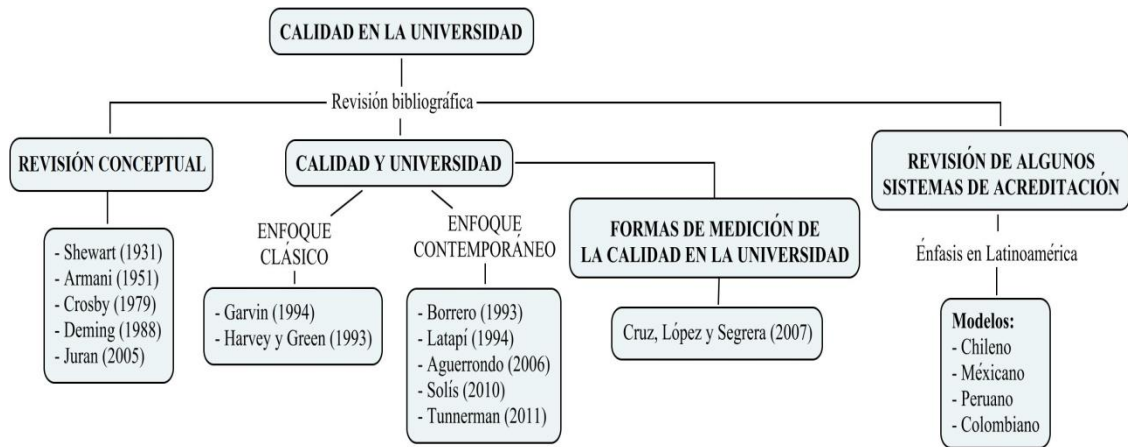 CALIDAD EN LA UNIVERSIDAD
Revisión bibliográfica
REVISIÓN CONCEPTUAL
- Shewart (1931)
- Armani (1951)
- Crosby (1979)
- Deming (1988)
- Juran (2005)
CALIDAD Y UNIVERSIDAD
ENFOQUE
CLÁSICO
- Garvin (1994)
- Harvey y Green (1993)
ENFOQUE
CONTEMPORÁNEO
- Borrero (1993)
- Latapí (1994)
- Aguerrondo (2006)
- Solís (2010)
- Tunnerman (2011)
FORMAS DE MEDICIÓN DE
LA CALIDAD EN LA UNIVERSIDAD
Cruz, López y Segrera (2007)
REVISIÓN DE ALGUNOS
SISTEMAS DE ACREDITACIÓN
Énfasis en Latinoamérica
Modelos:
- Chileno
- Méxicano
- Peruano
- Colombiano